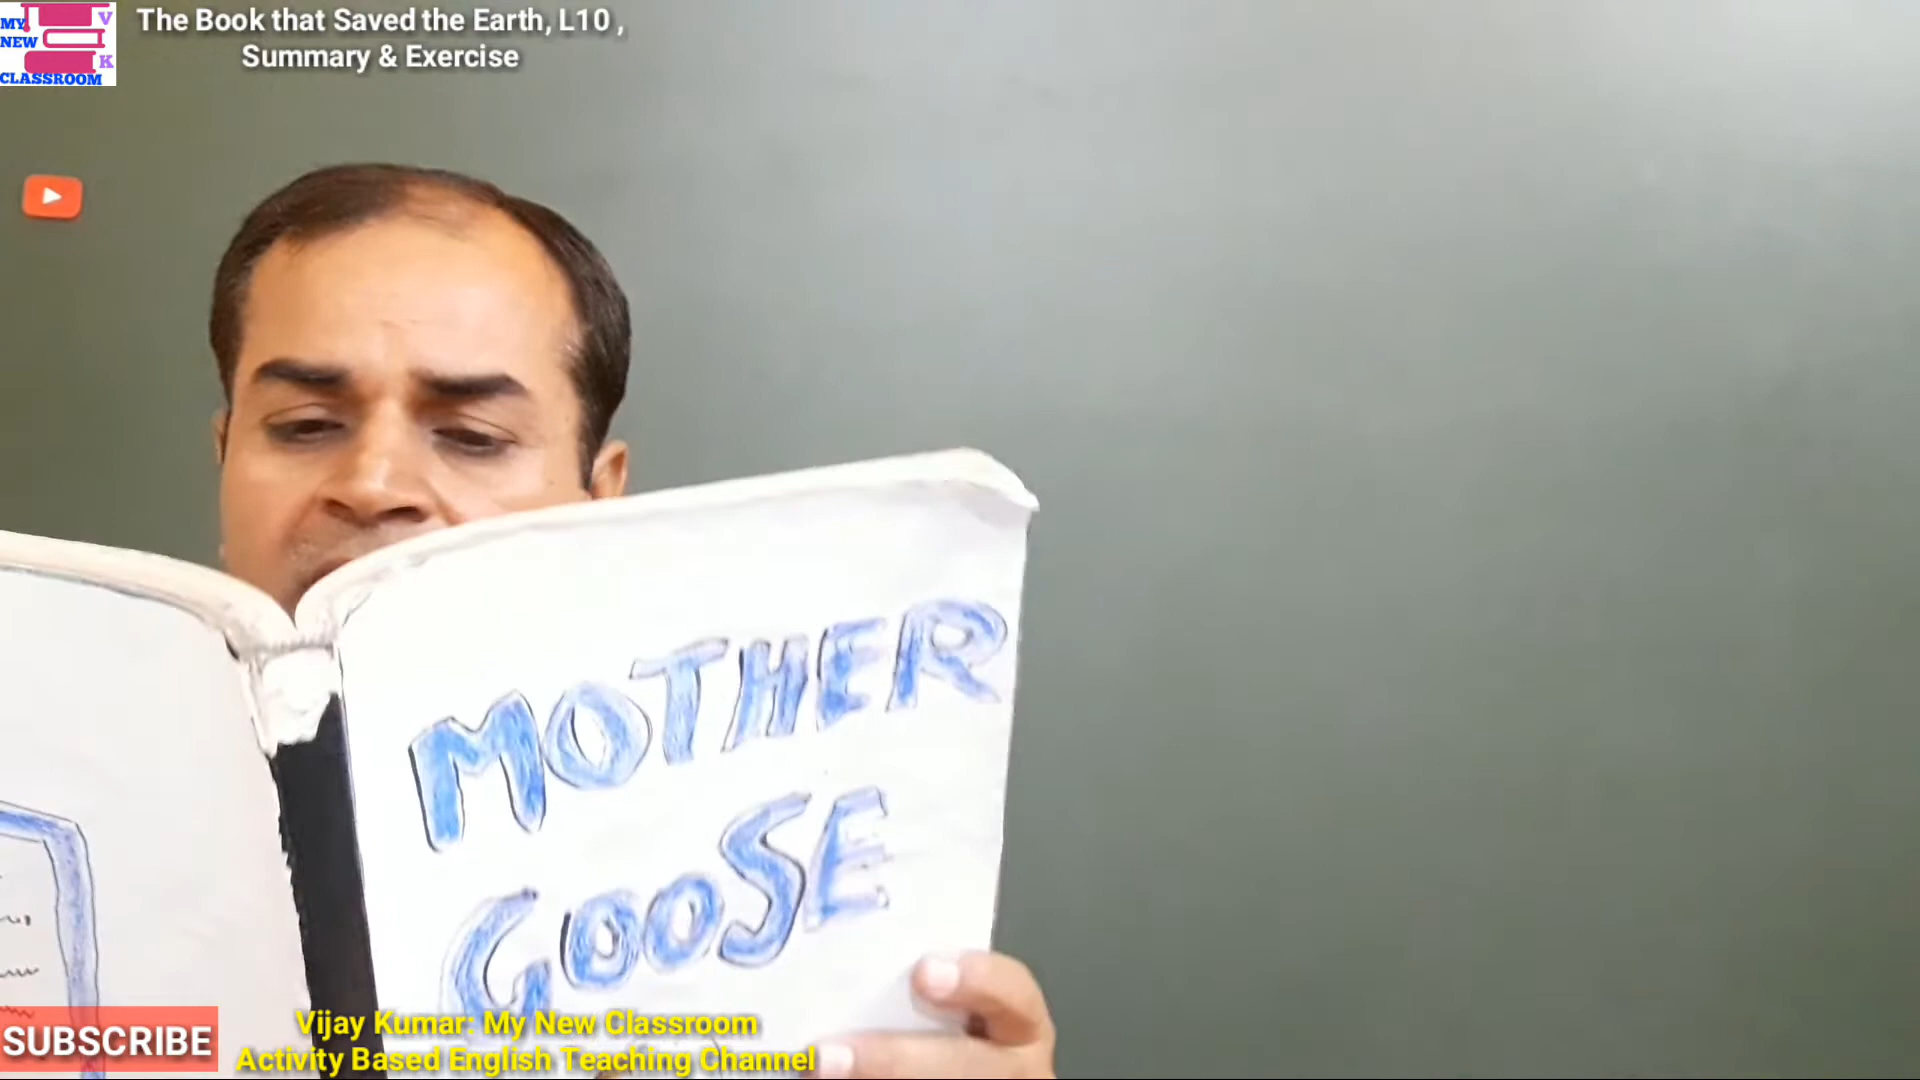 MY
NEW
V
K
CLASSROOM
The Book that Saved the Earth, L10 ,
Summary & Exercise
MOTHER
GOOSE
SUBSCRIBE
Vijay Kumar: My New Classroom
Activity Based English Teaching Channel